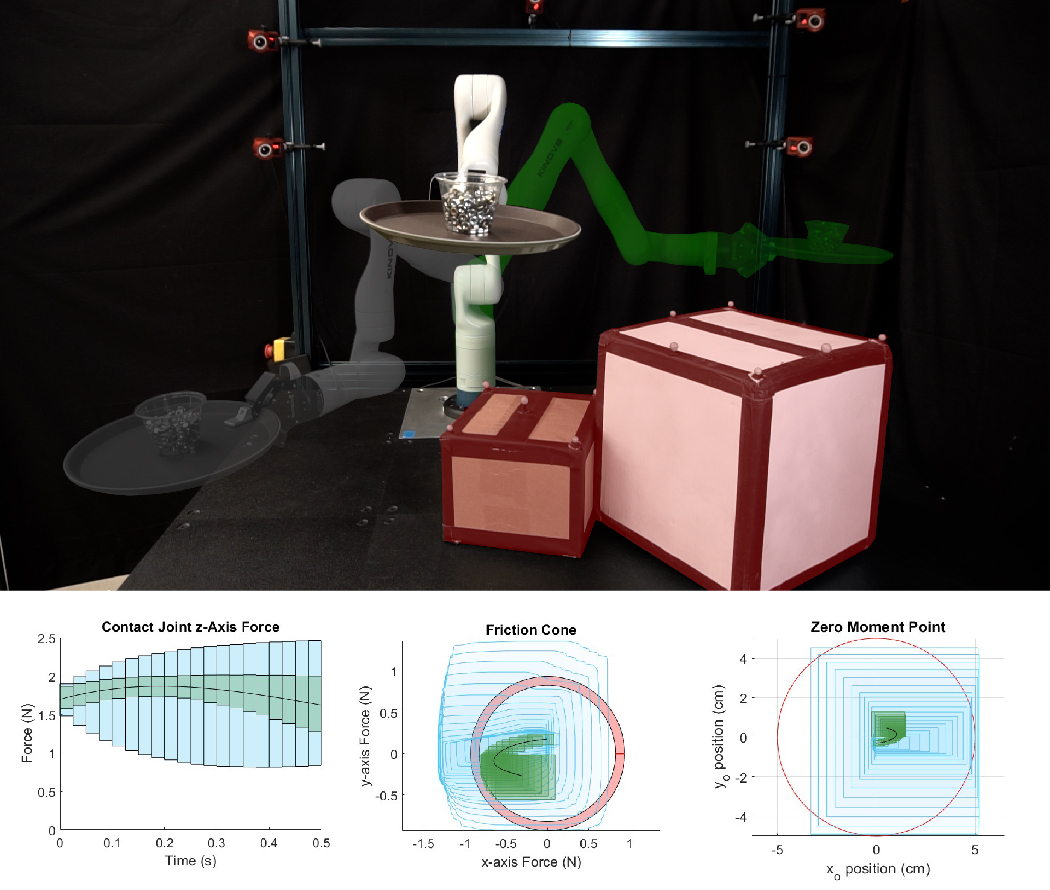 KINOVA
KINOVA
Contact Joint z-Axis Force
2.5
2
1.5
1
0.5
0
Force (N)
0
0.1
0.2
0.3
0.4
0.5
Time (s)
Friction Cone
1
0.5
0
-0.5
y-axis Force (N)
-1.5
-1
-0.5
0
0.5
1
x-axis Force (N)
Zero Moment Point
4
2
0
-2
-4
y_o position (cm)
-5
0
5
x_o position (cm)